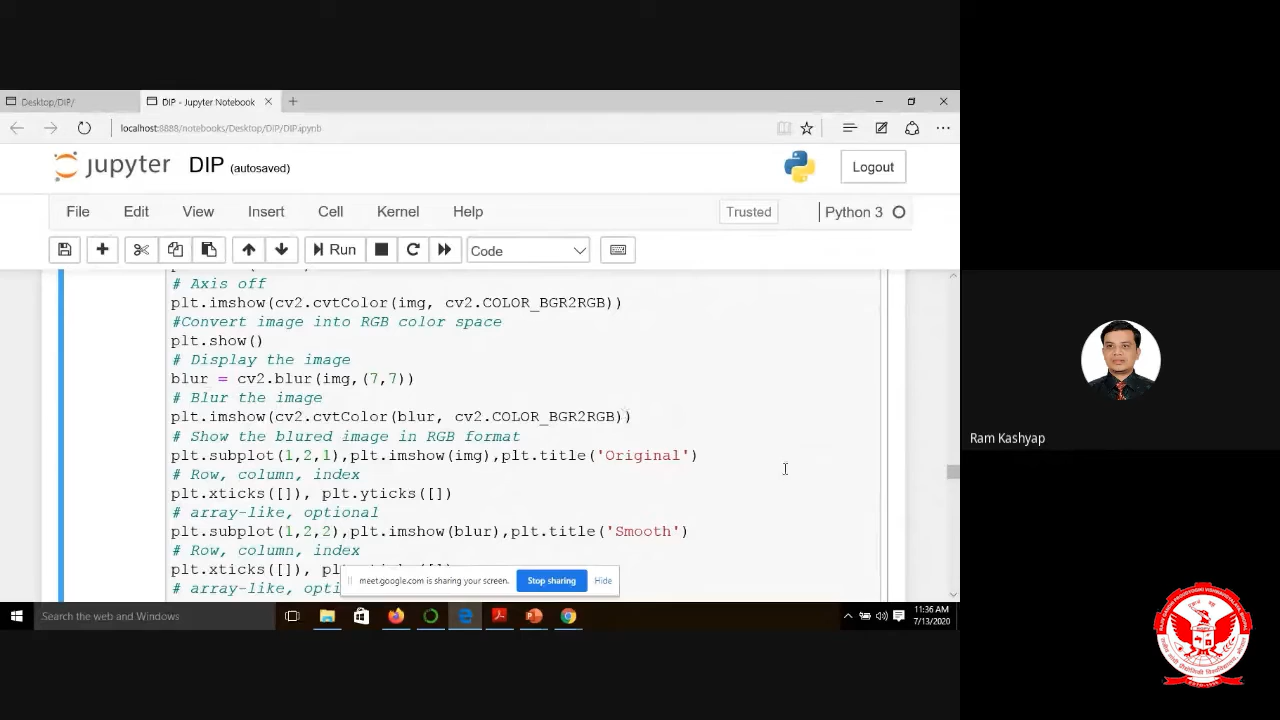 Desktop/DIP/
DIP - Jupyter Notebook
localhost:8888/notebooks/Desktop/DIP/DIP.ipynb
jupyter DIP (autosaved)
Logout
File Edit View Insert Cell Kernel Help
Trusted
Python 3
Run
Code
# Axis off
plt.imshow(cv2.cvtColor(img, cv2.COLOR_BGR2RGB))
#Convert image into RGB color space
plt.show()
# Display the image
blur = cv2.blur(img,(7,7))
# Blur the image
plt.imshow(cv2.cvtColor(blur, cv2.COLOR_BGR2RGB))
# Show the blured image in RGB format
plt.subplot(1,2,1),plt.imshow(img),plt.title('Original')
# Row, column, index
plt.xticks([]), plt.yticks([])
# array-like, optional
plt.subplot(1,2,2),plt.imshow(blur),plt.title('Smooth')
# Row, column, index
plt.xticks([]),
# array-like,
meet.google.com is sharing your screen.
Stop sharing
Hide
Search the web and Windows
11:36 AM
7/13/2020
Ram Kashyap